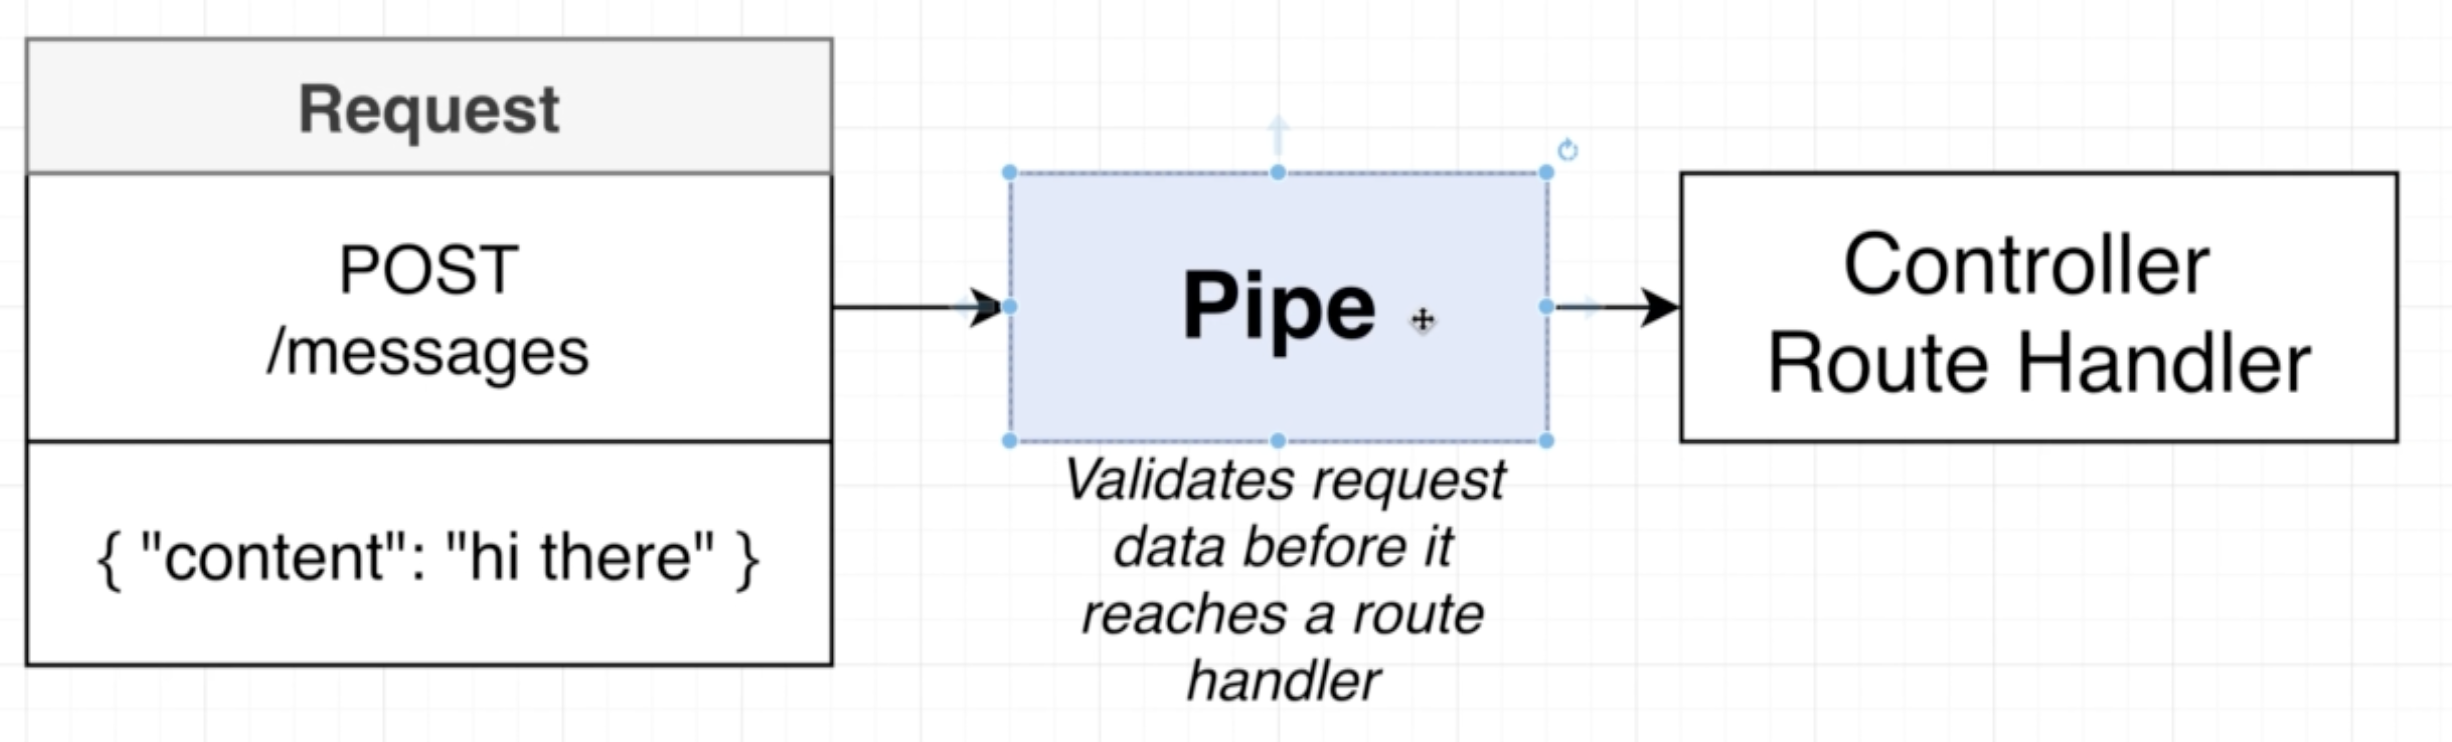 Request
POST
/messages
{ "content": "hi there" }
Pipe
Validates request
data before it
reaches a route
handler
Controller
Route Handler